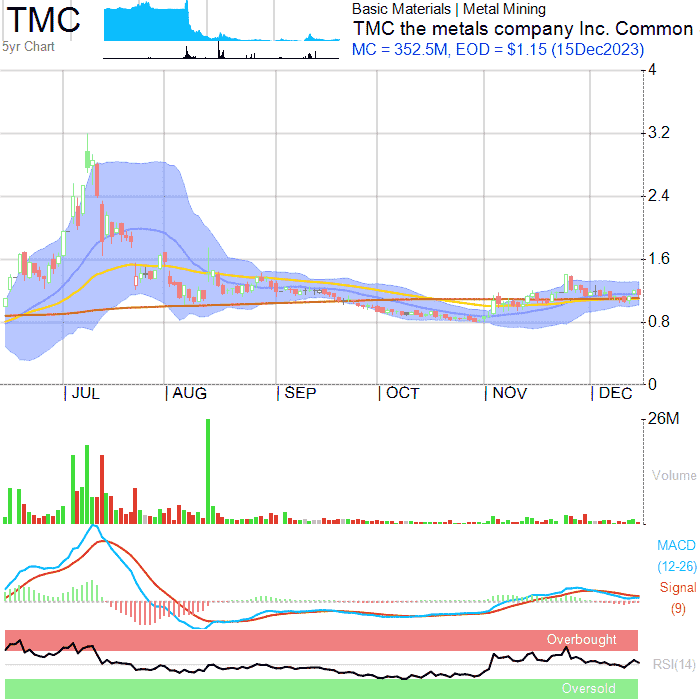 TMC
5yr Chart
Basic Materials | Metal Mining
TMC the metals company Inc. Common
MC = 352.5M, EOD = $1.15 (15Dec2023)
4
3.2
2.4
1.6
0.8
0
| JUL | AUG | SEP | OCT | NOV | DEC
26M
Volume
MACD
(12-26)
Signal
(9)
Overbought
RSI(14)
Oversold